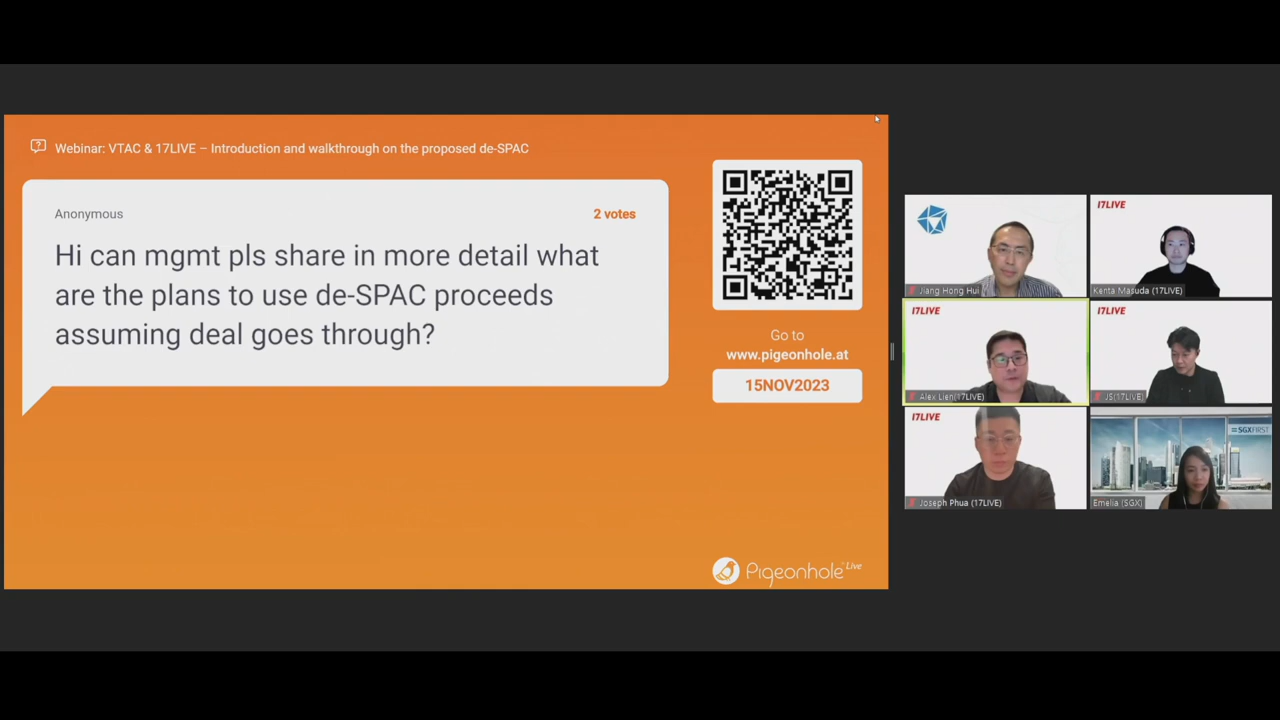 Webinar: VTAC & 17LIVE – Introduction and walkthrough on the proposed de-SPAC
Anonymous
2 votes
Hi can mgmt pls share in more detail what
are the plans to use de-SPAC proceeds
assuming deal goes through?
Go to
www.pigeonhole.at
15NOV2023
Pigeonhole Live
Jiang Hong Hui
17LIVE
Kenta Masuda (17LIVE)
17LIVE
Alex Lien(17LIVE)
17LIVE
JS(17LIVE)
17LIVE
Joseph Phua (17LIVE)
SGXFIRST
Emelia (SGX)